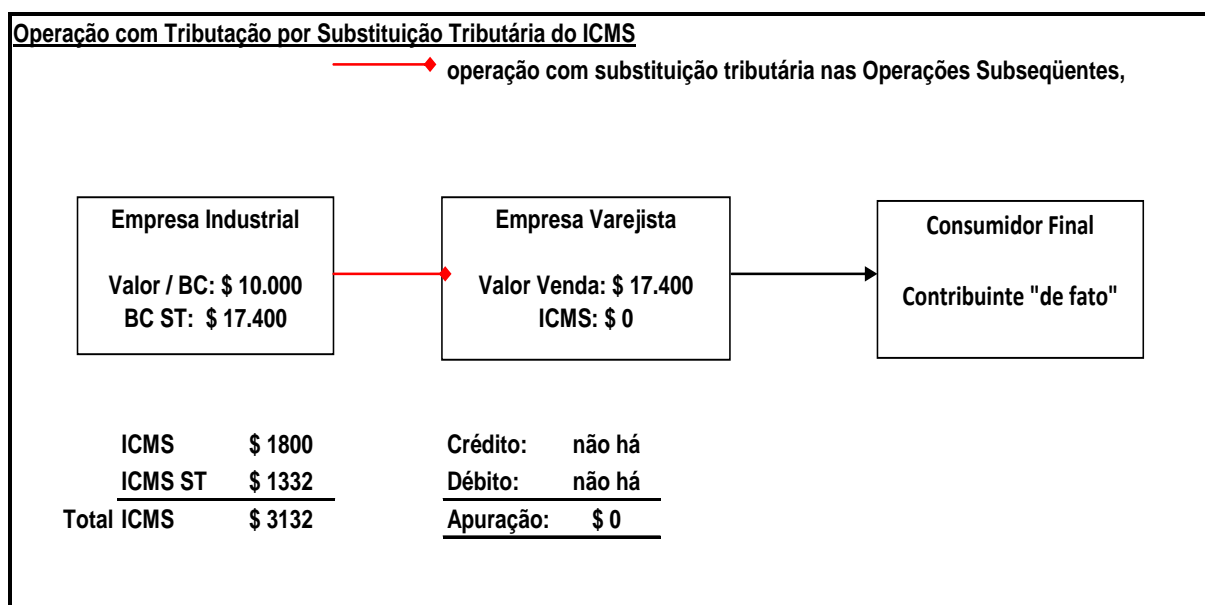 Operação com Tributação por Substituição Tributária do ICMS
operação com substituição tributária nas Operações Subseqüentes,
Empresa Industrial
Valor / BC: $ 10.000
BC ST: $ 17.400
Empresa Varejista
Valor Venda: $ 17.400
ICMS: $ 0
Consumidor Final
Contribuinte "de fato"
ICMS $ 1800
ICMS ST $ 1332
Total ICMS $ 3132
Crédito: não há
Débito: não há
Apuração: $ 0